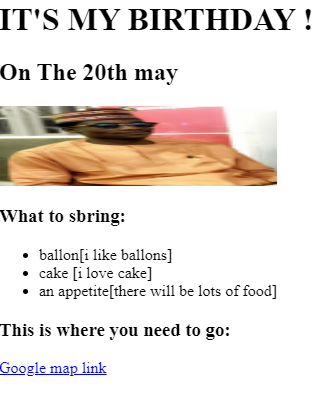 IT'S MY BIRTHDAY !
On The 20th may
What to sbring:
ballon[i like ballons]
cake [i love cake]
an appetite[there will be lots of food]
This is where you need to go:
Google map link